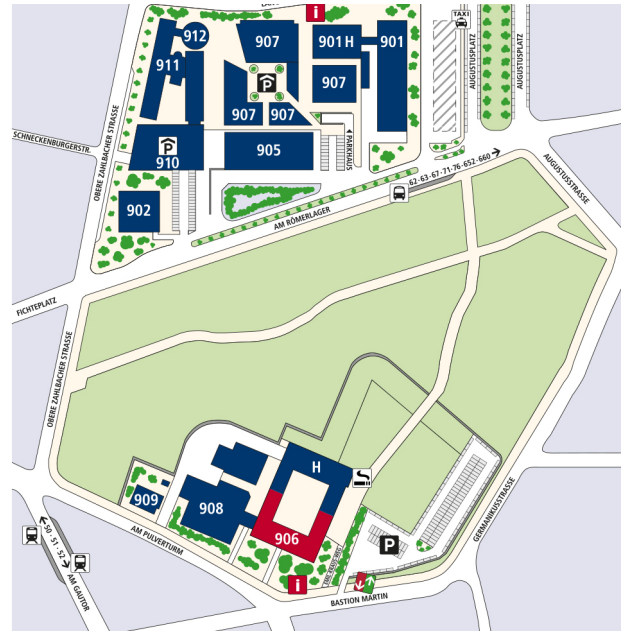 i
TAXI
912
907
901 H
901
911
907
907
907
P
P
910
905
902
PARKHAUS
AUGUSTUSPLATZ
AUGUSTUSPLATZ
OBERE ZAHLBACHER STRASSE
SCHNECKENBURGERSTR.
62 - 63 - 67 - 71 - 76 - 652 - 660
AUGUSTUSSTRASSE
AM RÖMERLAGER
FICHTEPLATZ
OBERE ZAHLBACHER STRASSE
H
909
908
906
P
i
AM PULVERTURM
50 - 51 - 52
AM GAUTOR
BASTION MARTIN
GERMANIKUSSTRASSE